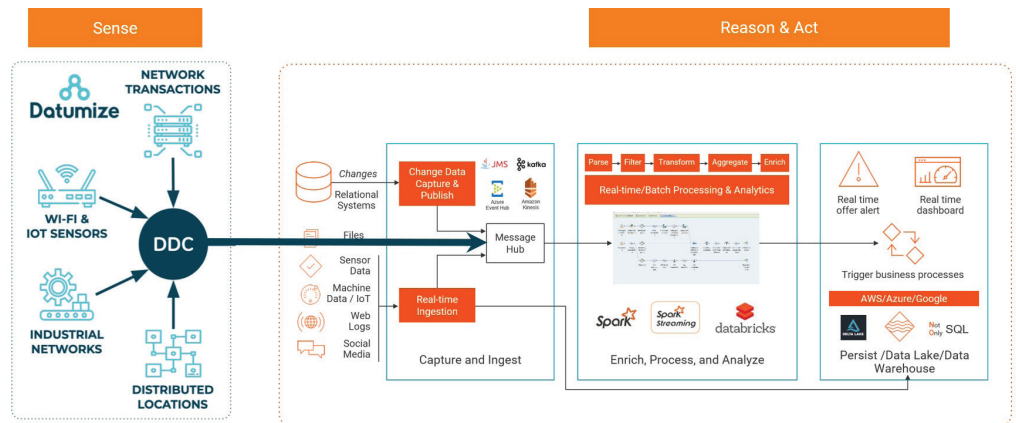 Sense
Reason & Act
Datumize
NETWORK
TRANSACTIONS
WI-FI &
IOT SENSORS
DDC
INDUSTRIAL
NETWORKS
DISTRIBUTED
LOCATIONS
Changes
Relational
Systems
Files
Sensor
Data
Machine
Data / IoT
Web
Logs
Social
Media
Change Data
Capture &
Publish
JMS
kafka
Azure
Event Hub
Amazon
Kinesis
Message
Hub
Real-time
Ingestion
Capture and Ingest
Parse
Filter
Transform
Aggregate
Enrich
Real-time/Batch Processing & Analytics
Spark
Spark
Streaming
databricks
Enrich, Process, and Analyze
Real time
offer alert
Real time
dashboard
Trigger business processes
AWS/Azure/Google
DELTA LAKE
Not
Only SQL
Persist /Data Lake/Data
Warehouse